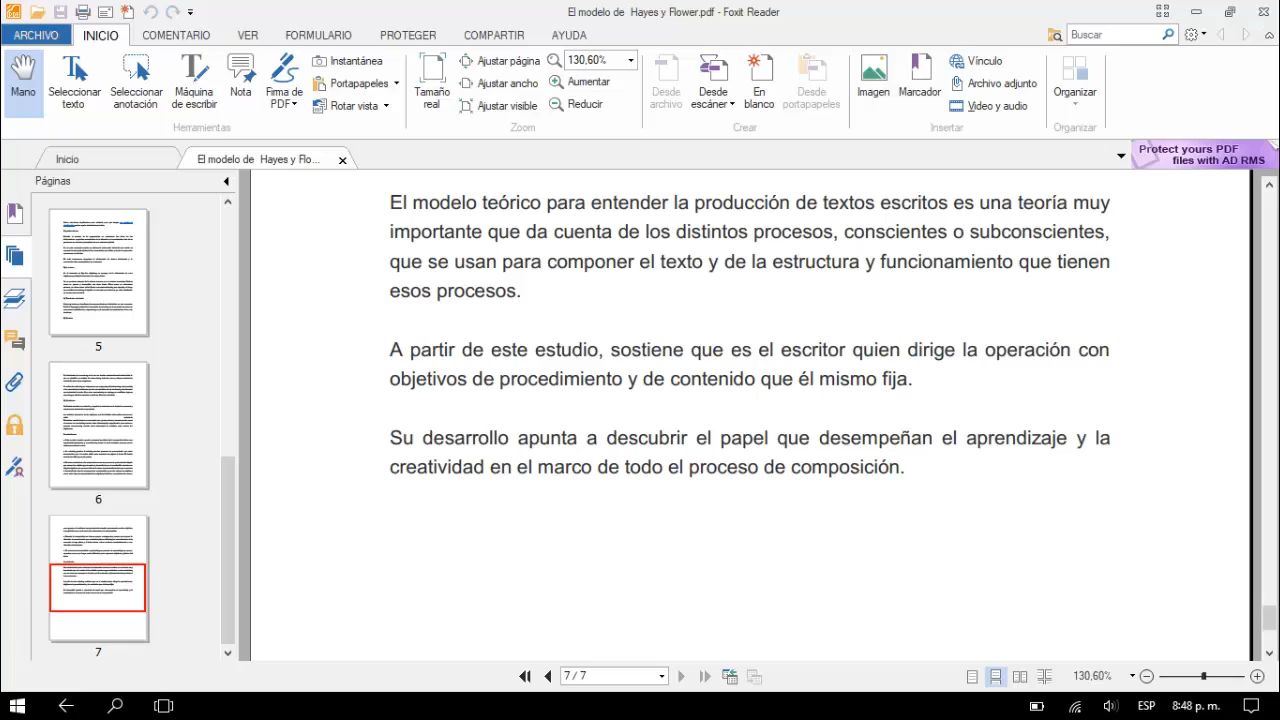 El modelo de  Hayes y Flower.pdf - Foxit Reader
ARCHIVO INICIO COMENTARIO VER FORMULARIO PROTEGER COMPARTIR AYUDA
Buscar
Mano
Seleccionar texto
Seleccionar anotación
Máquina de escribir
Nota
Fima de PDF
Instantánea
Portapapeles
Rotar vista
Herramientas
Tamaño real
Ajustar página
Ajustar ancho
Ajustar visible
130,60%
Aumentar
Reducir
Zoom
Desde archivo
Desde escáner
En blanco
Desde portapapeles
Crear
Imagen
Marcador
Vínculo
Archivo adjunto
Video y audio
Insertar
Organizar
Organizar
Inicio
El modelo de  Hayes y Flo...
Protect yours PDF
files with AD RMS
Páginas
5
6
7
El modelo teórico para entender la producción de textos escritos es una teoría muy
importante que da cuenta de los distintos procesos, conscientes o subconscientes,
que se usan para componer el texto y de la estructura y funcionamiento que tienen
esos procesos.
A partir de este estudio, sostiene que es el escritor quien dirige la operación con
objetivos de procedimiento y de contenido que él mismo fija.
Su desarrollo apunta a descubrir el papel que desempeñan el aprendizaje y la
creatividad en el marco de todo el proceso de composición.
7 / 7
130,60%
ESP
8:48 p. m.